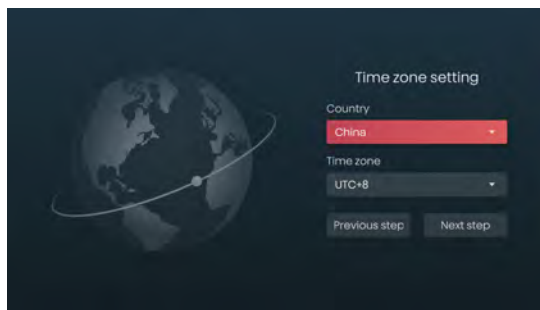 Time zone setting
Country
China
Time zone
UTC+8
Previous step Next step